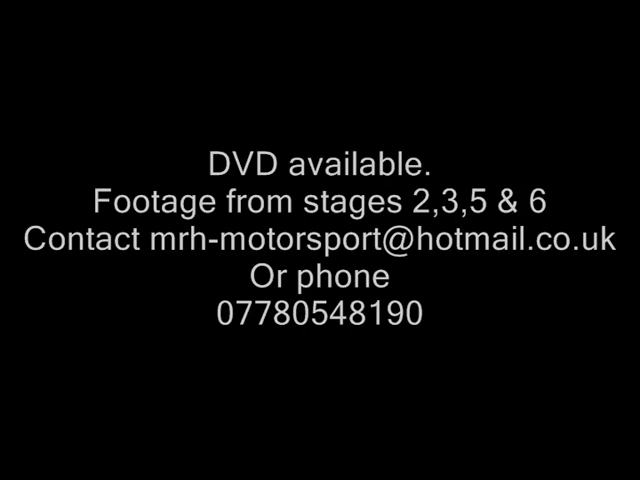 DVD available.
Footage from stages 2,3,5 & 6
Contact mrh-motorsport@hotmail.co.uk
Or phone
07780548190